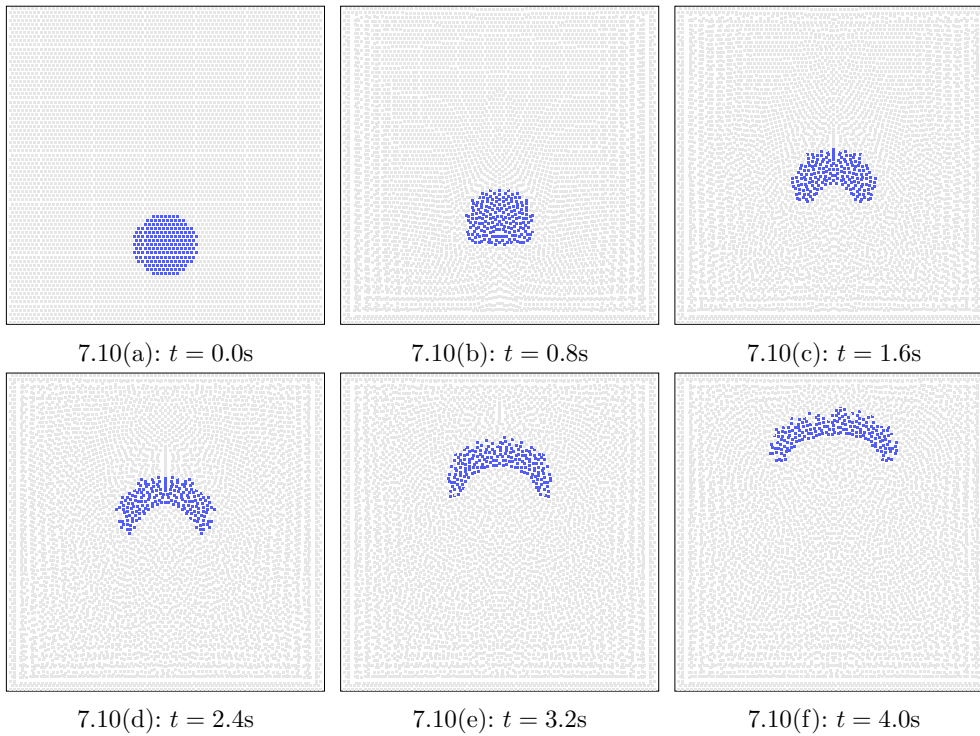 7.10(a): t = 0.0s 7.10(b): t = 0.8s 7.10(c): t = 1.6s
7.10(d): t = 2.4s 7.10(e): t = 3.2s 7.10(f): t = 4.0s